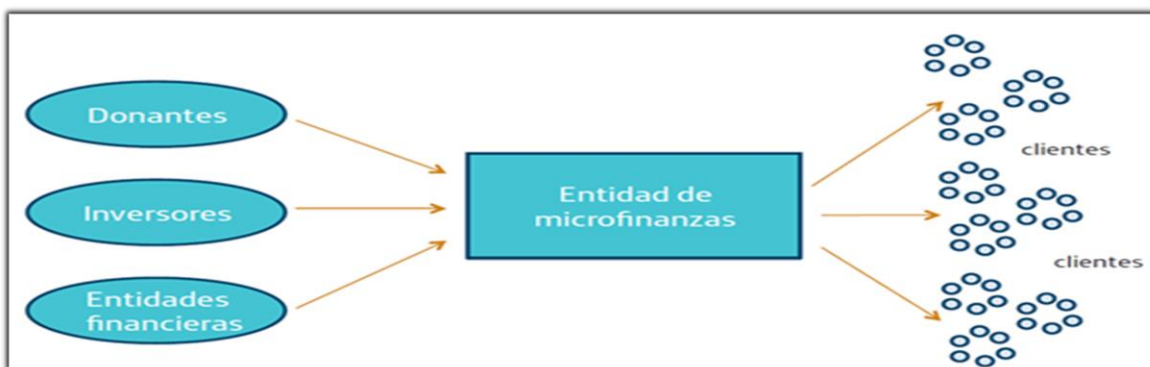 Donantes
Inversores
Entidades
financieras
Entidad de
microfinanzas
clientes
clientes